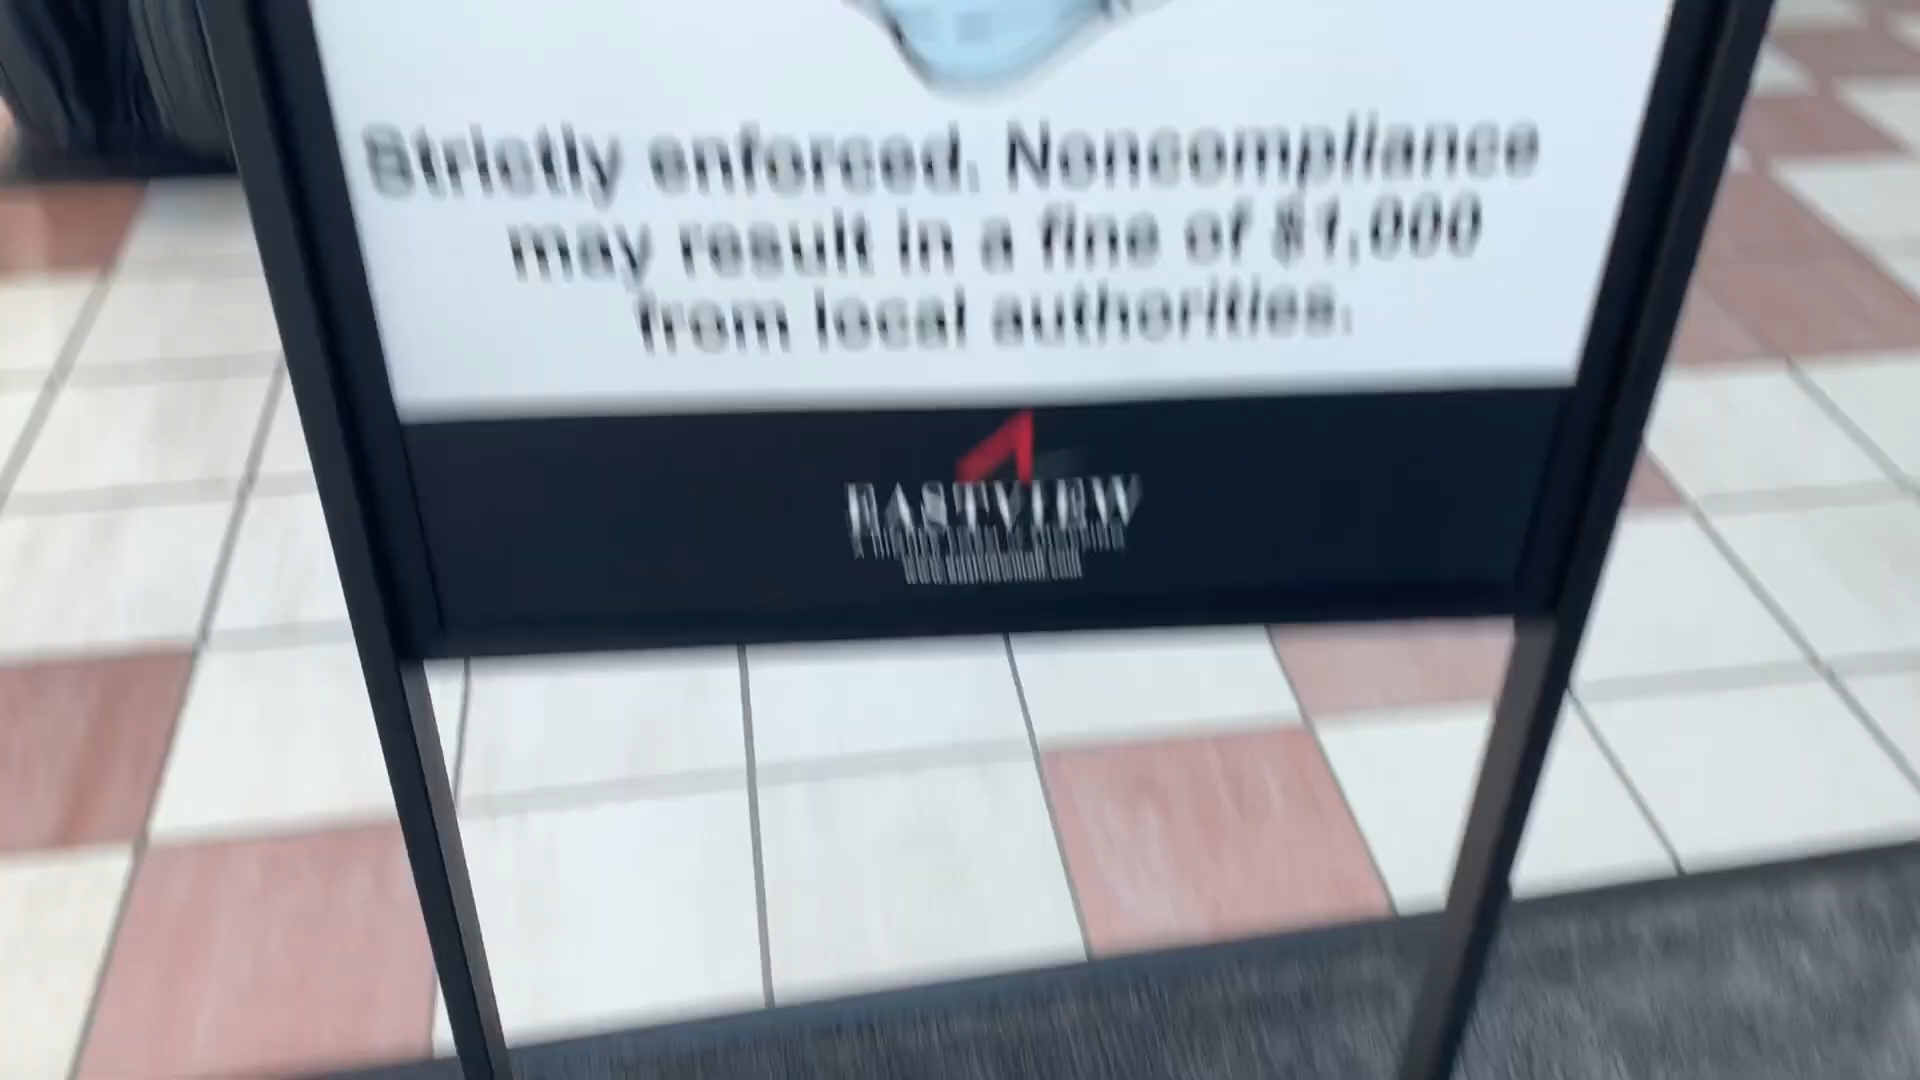 Strictly enforced. Noncompliance
may result in a fine of $1,000
from local authorities.
EASTVIEW